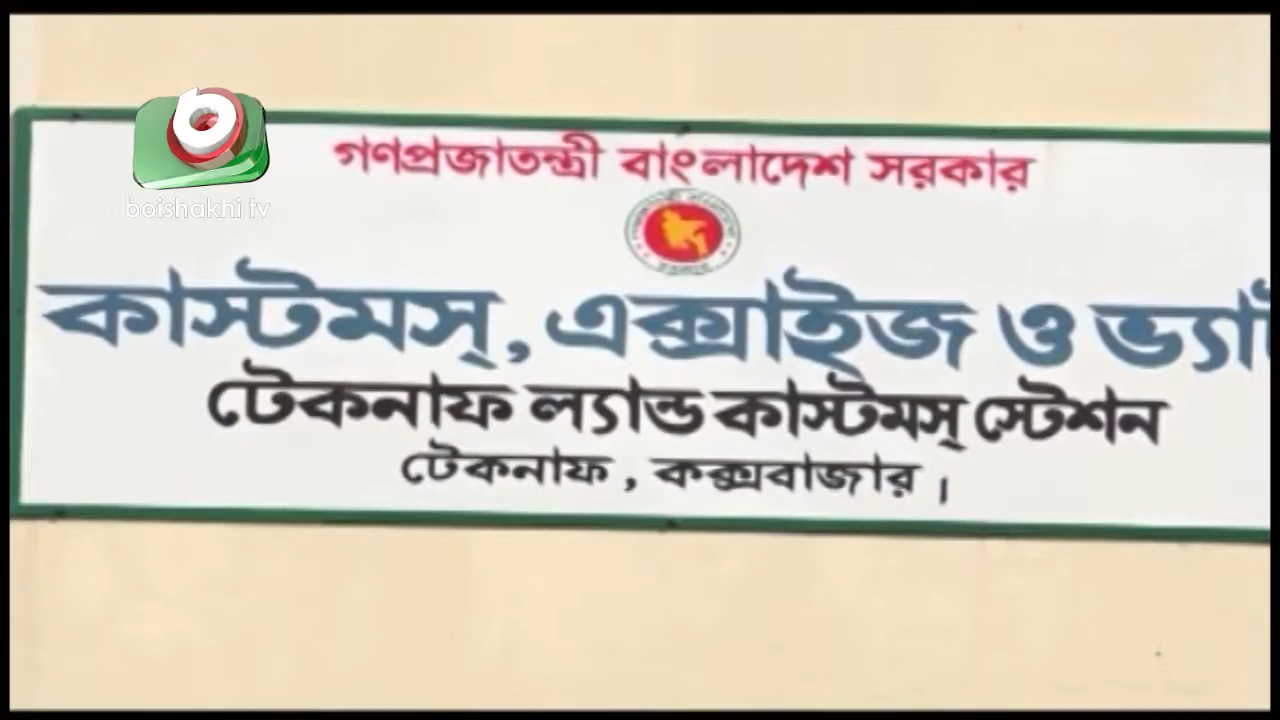 boishakhi tv
গণপ্রজাতন্ত্রী বাংলাদেশ সরকার
কাস্টমস্, এক্সাইজ ও ভ্যাট
টেকনাফ ল্যান্ড কাস্টমস্ স্টেশন
টেকনাফ, কক্সবাজার।